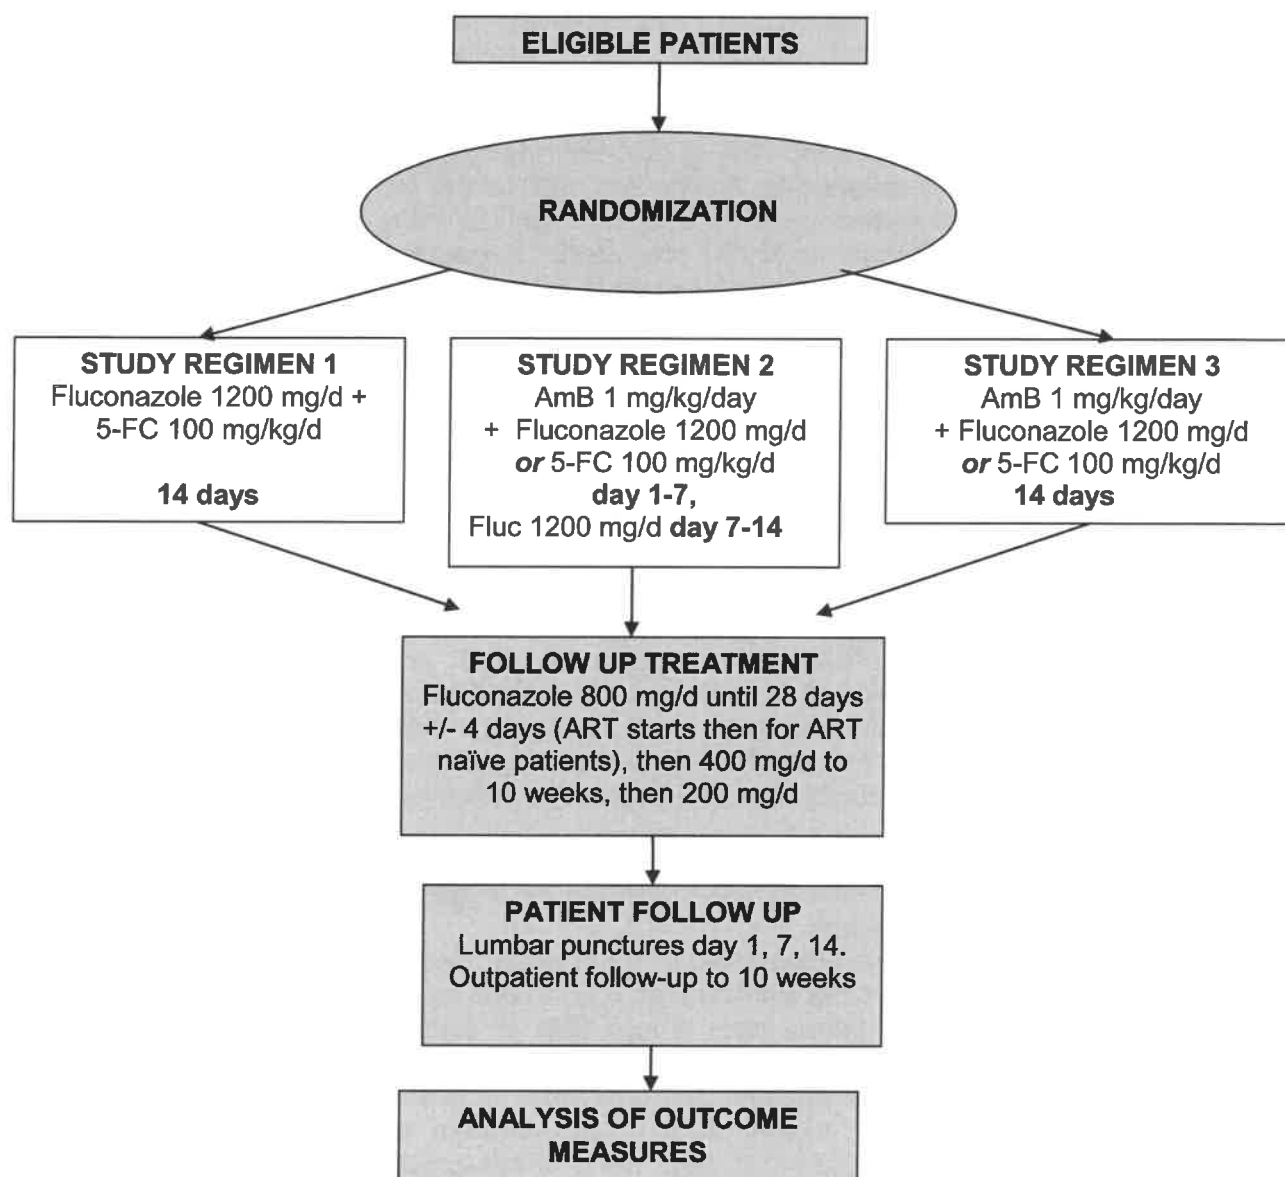 ELIGIBLE PATIENTS
RANDOMIZATION
STUDY REGIMEN 1
Fluconazole 1200 mg/d +
5-FC 100 mg/kg/d
14 days
STUDY REGIMEN 2
AmB 1 mg/kg/day
+ Fluconazole 1200 mg/d
or 5-FC 100 mg/kg/d
day 1-7,
Fluc 1200 mg/d day 7-14
STUDY REGIMEN 3
AmB 1 mg/kg/day
+ Fluconazole 1200 mg/d
or 5-FC 100 mg/kg/d
14 days
FOLLOW UP TREATMENT
Fluconazole 800 mg/d until 28 days
+/- 4 days (ART starts then for ART
naïve patients), then 400 mg/d to
10 weeks, then 200 mg/d
PATIENT FOLLOW UP
Lumbar punctures day 1, 7, 14.
Outpatient follow-up to 10 weeks
ANALYSIS OF OUTCOME
MEASURES